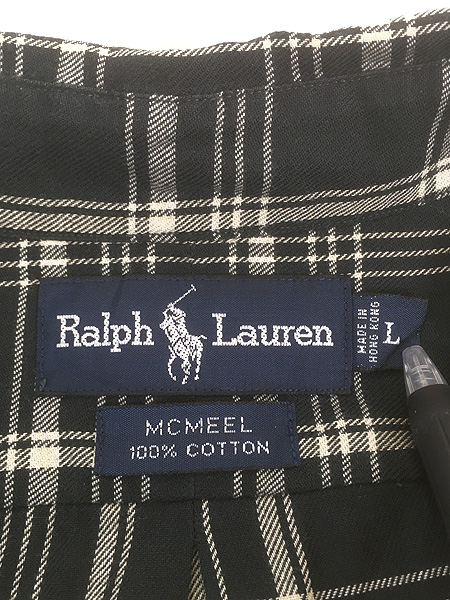 Ralph Lauren
MADE IN
HONG KONG
L
MCMEEL
100% COTTON